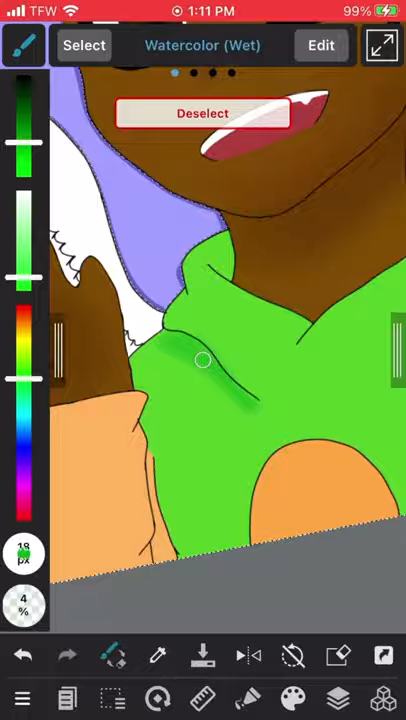 TFW 1:11 PM 99%
Select Watercolor (Wet) Edit
Deselect
18
px
4
%